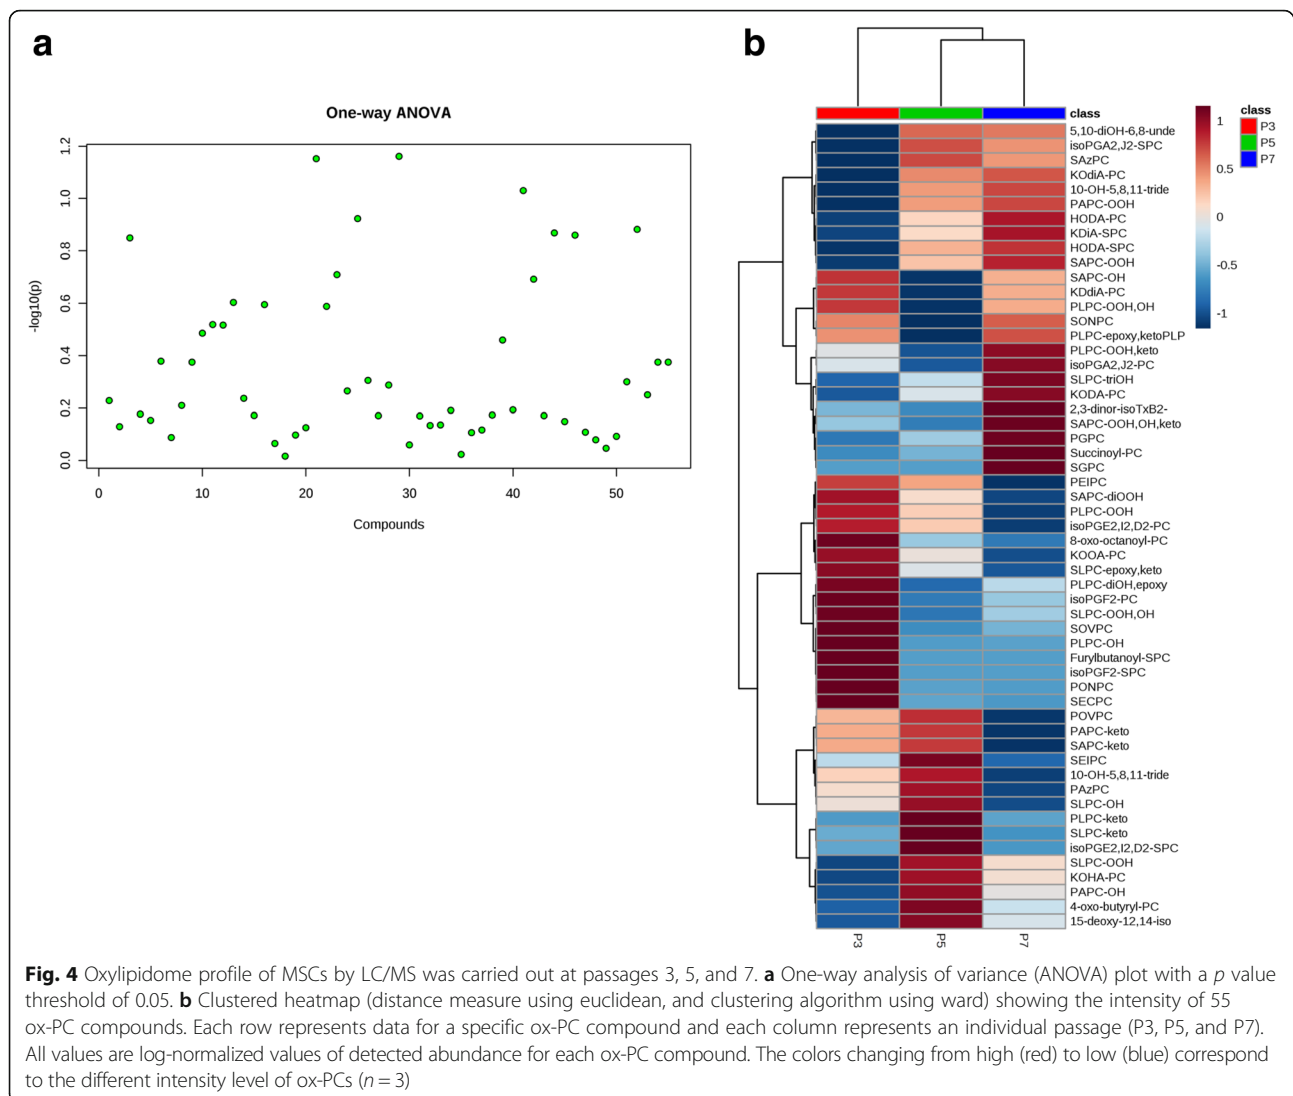 a
One-way ANOVA
-log10(p)
1.2
1.0
0.8
0.6
0.4
0.2
0.0
0 10 20 30 40 50
Compounds
b
class
5,10-diOH-6,8-unde
isoPGA2,J2-SPC
SAzPC
KOdiA-PC
10-OH-5,8,11-tride
PAPC-OOH
HODA-PC
KDiA-SPC
HODA-SPC
SAPC-OOH
SAPC-OH
KDdiA-PC
PLPC-OOH,OH
SONPC
PLPC-epoxy,ketoPLP
PLPC-OOH,keto
isoPGA2,J2-PC
SLPC-triOH
KODA-PC
2,3-dinor-isoTxB2-
SAPC-OOH,OH,keto
PGPC
Succinoyl-PC
SGPC
PEIPC
SAPC-diOOH
PLPC-OOH
isoPGE2,I2,D2-PC
8-oxo-octanoyl-PC
KOOA-PC
SLPC-epoxy,keto
PLPC-diOH,epoxy
isoPGF2-PC
SLPC-OOH,OH
SOVPC
PLPC-OH
Furylbutanoyl-SPC
isoPGF2-SPC
PONPC
SECPC
POVPC
PAPC-keto
SAPC-keto
SEIPC
10-OH-5,8,11-tride
PAzPC
SLPC-OH
PLPC-keto
SLPC-keto
isoPGE2,I2,D2-SPC
SLPC-OOH
KOHA-PC
PAPC-OH
4-oxo-butyryl-PC
15-deoxy-12,14-iso
P3 P5 P7
1
0.5
0
-0.5
-1
class
P3
P5
P7
Fig. 4 Oxylipidome profile of MSCs by LC/MS was carried out at passages 3, 5, and 7. a One-way analysis of variance (ANOVA) plot with a p value
threshold of 0.05. b Clustered heatmap (distance measure using euclidean, and clustering algorithm using ward) showing the intensity of 55
ox-PC compounds. Each row represents data for a specific ox-PC compound and each column represents an individual passage (P3, P5, and P7).
All values are log-normalized values of detected abundance for each ox-PC compound. The colors changing from high (red) to low (blue) correspond
to the different intensity level of ox-PCs (n = 3)